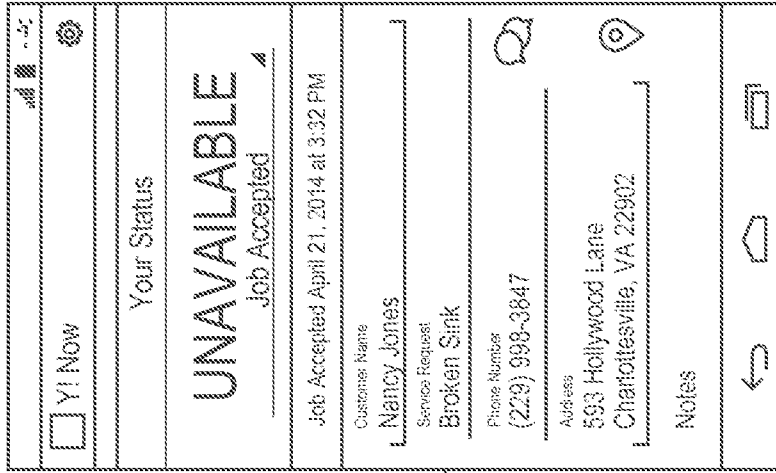 Y! Now
Your Status
UNAVAILABLE
Job Accepted
Job Accepted April 21, 2014 at 3:32 PM
Customer Name
Nancy Jones
Service Request
Broken Sink
Phone Number
(229) 998-3847
Address
593 Hollywood Lane
Charlottesville, VA 22902
Notes